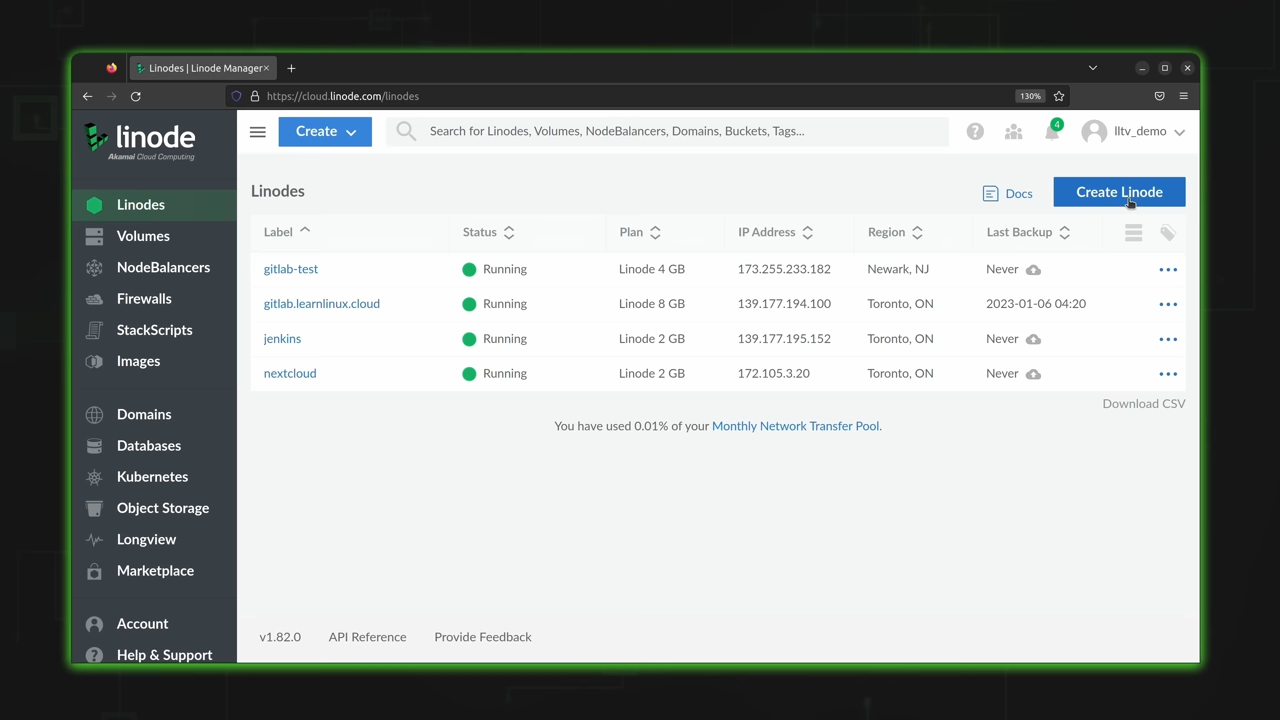 Linodes | Linode Manager
https://cloud.linode.com/linodes
130%
linode
Akamai Cloud Computing
Create
Search for Linodes, Volumes, NodeBalancers, Domains, Buckets, Tags...
4
lltv_demo
Linodes
Volumes
NodeBalancers
Firewalls
StackScripts
Images
Domains
Databases
Kubernetes
Object Storage
Longview
Marketplace
Account
Help & Support
Linodes
Docs
Create Linode
Label Status Plan IP Address Region Last Backup
gitlab-test Running Linode 4 GB 173.255.233.182 Newark, NJ Never
gitlab.learnlinux.cloud Running Linode 8 GB 139.177.194.100 Toronto, ON 2023-01-06 04:20
jenkins Running Linode 2 GB 139.177.195.152 Toronto, ON Never
nextcloud Running Linode 2 GB 172.105.3.20 Toronto, ON Never
Download CSV
You have used 0.01% of your Monthly Network Transfer Pool.
v1.82.0 API Reference Provide Feedback